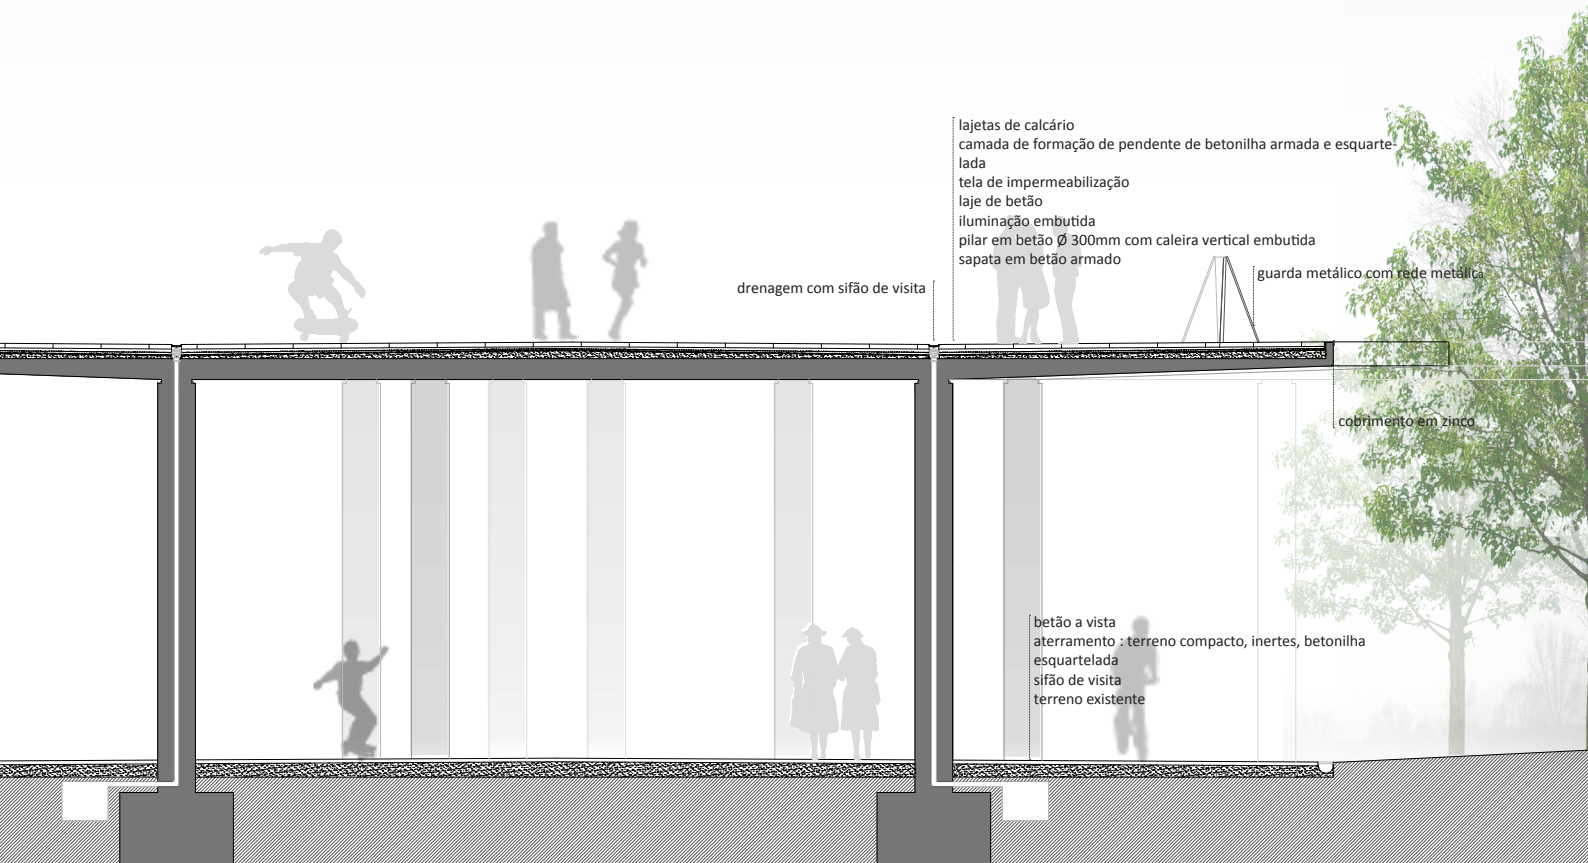 lajetas de calcário
camada de formação de pendente de betonilha armada e esquarte-
lada
tela de impermeabilização
laje de betão
iluminação embutida
pilar em betão Ø 300mm com caleira vertical embutida
sapata em betão armado
guarda metálico com rede metálica
drenagem com sifão de visita
cobrimento em zinco
betão a vista
aterramento : terreno compacto, inertes, betonilha
esquartelada
sifão de visita
terreno existente